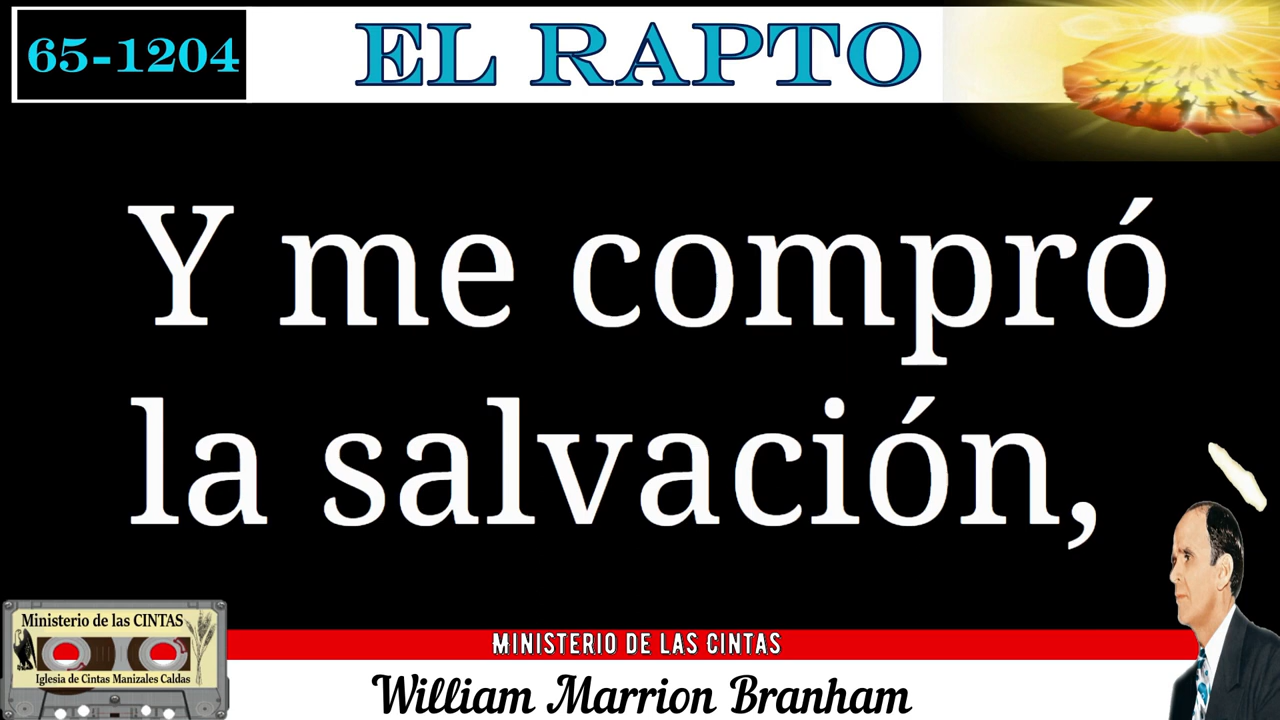 65-1204
EL RAPTO
Y me compró
la salvación,
Ministerio de las CINTAS
Iglesia de Cintas Manizales Caldas
MINISTERIO DE LAS CINTAS
William Marrion Branham